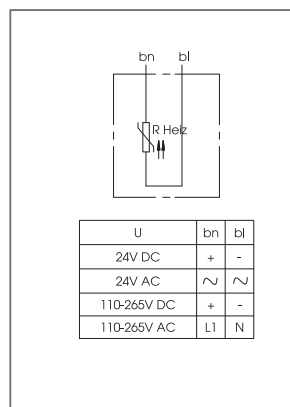 bn bl
R Heiz
U bn bl
24V DC + -
24V AC ~ ~
110-265V DC + -
110-265V AC L1 N